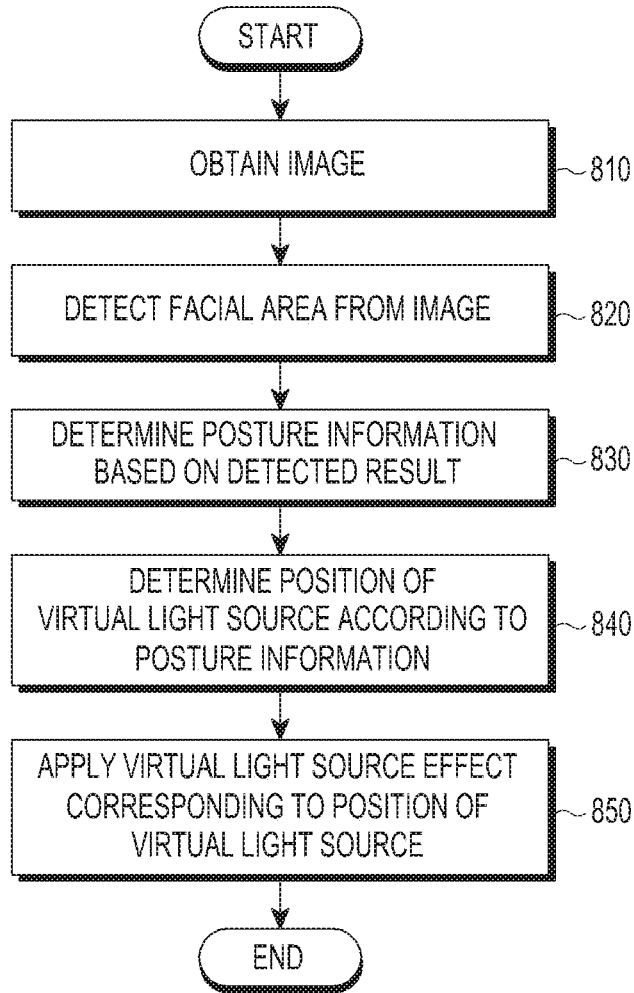 START
OBTAIN IMAGE
810
DETECT FACIAL AREA FROM IMAGE
820
DETERMINE POSTURE INFORMATION
BASED ON DETECTED RESULT
830
DETERMINE POSITION OF
VIRTUAL LIGHT SOURCE ACCORDING TO
POSTURE INFORMATION
840
APPLY VIRTUAL LIGHT SOURCE EFFECT
CORRESPONDING TO POSITION OF
VIRTUAL LIGHT SOURCE
850
END